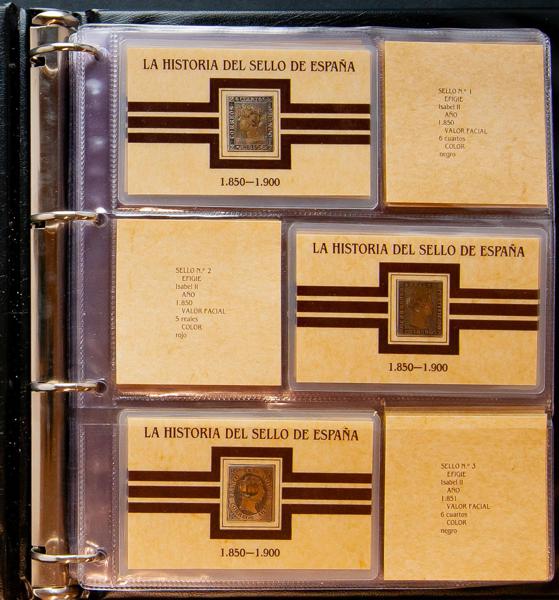 LA HISTORIA DEL SELLO DE ESPAÑA
1.850—1.900
SELLO N.º 1
EFIGIE
Isabel II
AÑO
1.850
VALOR FACIAL
6 cuartos
COLOR
negro
SELLO N.º 2
EFIGIE
Isabel II
AÑO
1.850
VALOR FACIAL
5 reales
COLOR
rojo
LA HISTORIA DEL SELLO DE ESPAÑA
1.850—1.900
LA HISTORIA DEL SELLO DE ESPAÑA
1.850—1.900
SELLO N.º 3
EFIGIE
Isabel II
AÑO
1.851
VALOR FACIAL
6 cuartos
COLOR
negro